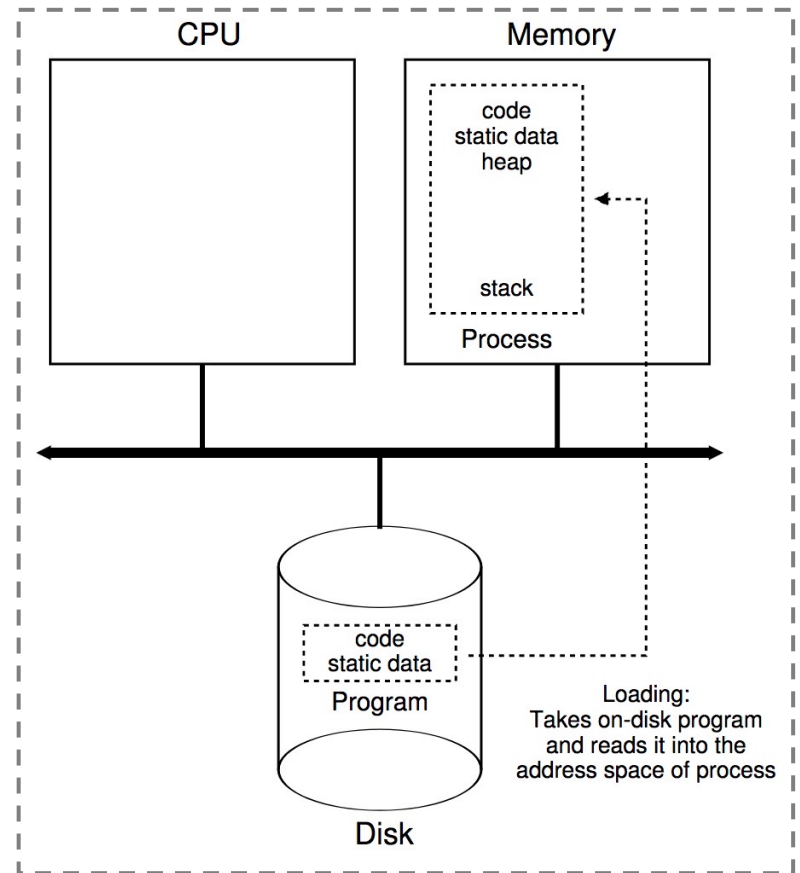 CPU
Memory
code
static data
heap
stack
Process
code
static data
Program
Loading:
Takes on-disk program
and reads it into the
address space of process
Disk